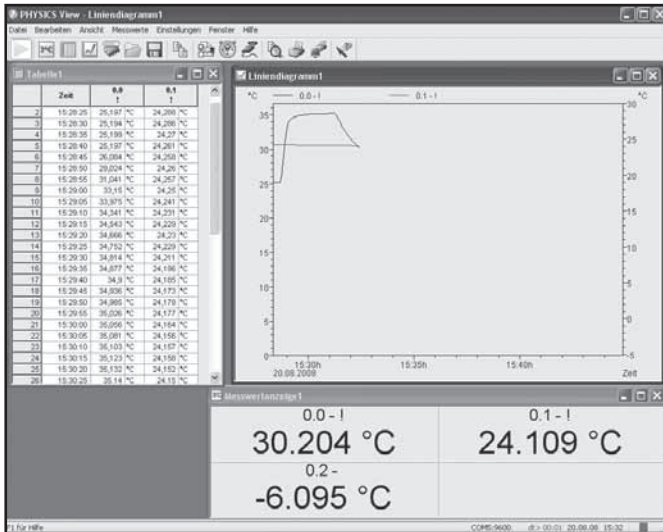 PHYSICS View - Liniendiagramm1
Datei Bearbeiten Ansicht Messwerte Einstellungen Fenster Hilfe
Tabelle1
Zeit 0.0 ! 0.1 !
2 15:28:25 25,197 °C 24,288 °C
3 15:28:30 25,194 °C 24,286 °C
4 15:28:35 25,199 °C 24,27 °C
5 15:28:40 25,197 °C 24,261 °C
6 15:28:45 26,084 °C 24,258 °C
7 15:28:50 29,024 °C 24,26 °C
8 15:28:55 31,041 °C 24,257 °C
9 15:29:00 33,15 °C 24,25 °C
10 15:29:05 33,975 °C 24,241 °C
11 15:29:10 34,341 °C 24,231 °C
12 15:29:15 34,543 °C 24,229 °C
13 15:29:20 34,666 °C 24,23 °C
14 15:29:25 34,752 °C 24,229 °C
15 15:29:30 34,814 °C 24,211 °C
16 15:29:35 34,877 °C 24,196 °C
17 15:29:40 34,9 °C 24,185 °C
18 15:29:45 34,936 °C 24,173 °C
19 15:29:50 34,985 °C 24,179 °C
20 15:29:55 35,026 °C 24,177 °C
21 15:30:00 35,056 °C 24,164 °C
22 15:30:05 35,081 °C 24,156 °C
23 15:30:10 35,103 °C 24,157 °C
24 15:30:15 35,123 °C 24,158 °C
25 15:30:20 35,132 °C 24,152 °C
26 15:30:25 35,14 °C 24,15 °C
Liniendiagramm1
°C 0.0 - ! 0.1 - ! °C
35
30
25
20
15
10
5
0
30
25
20
15
10
5
0
-5
15:30h 15:35h 15:40h
20.08.2009 Zeit
Messwertanzeige1
0.0 - ! 0.1 - !
30.204 °C 24.109 °C
0.2 -
-6.095 °C
F1 für Hilfe COM5:9600. dt> 00:01 20.08.08 15:32